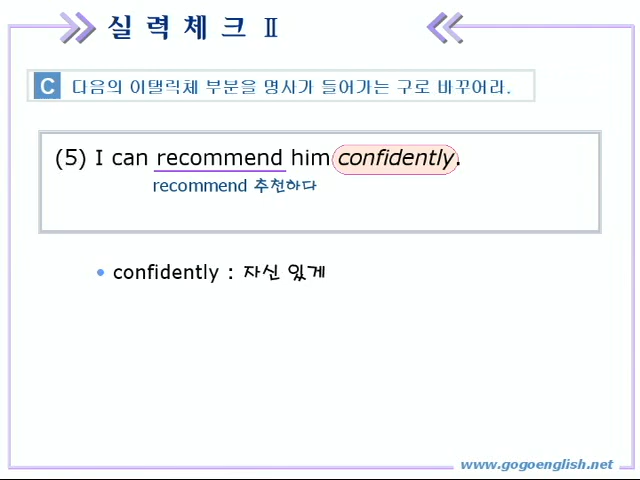 실 력 체 크 Ⅱ
C 다음의 이탤릭체 부분을 명사가 들어가는 구로 바꾸어라.
(5) I can recommend him confidently.
recommend 추천하다
• confidently : 자신 있게
www.gogoenglish.net